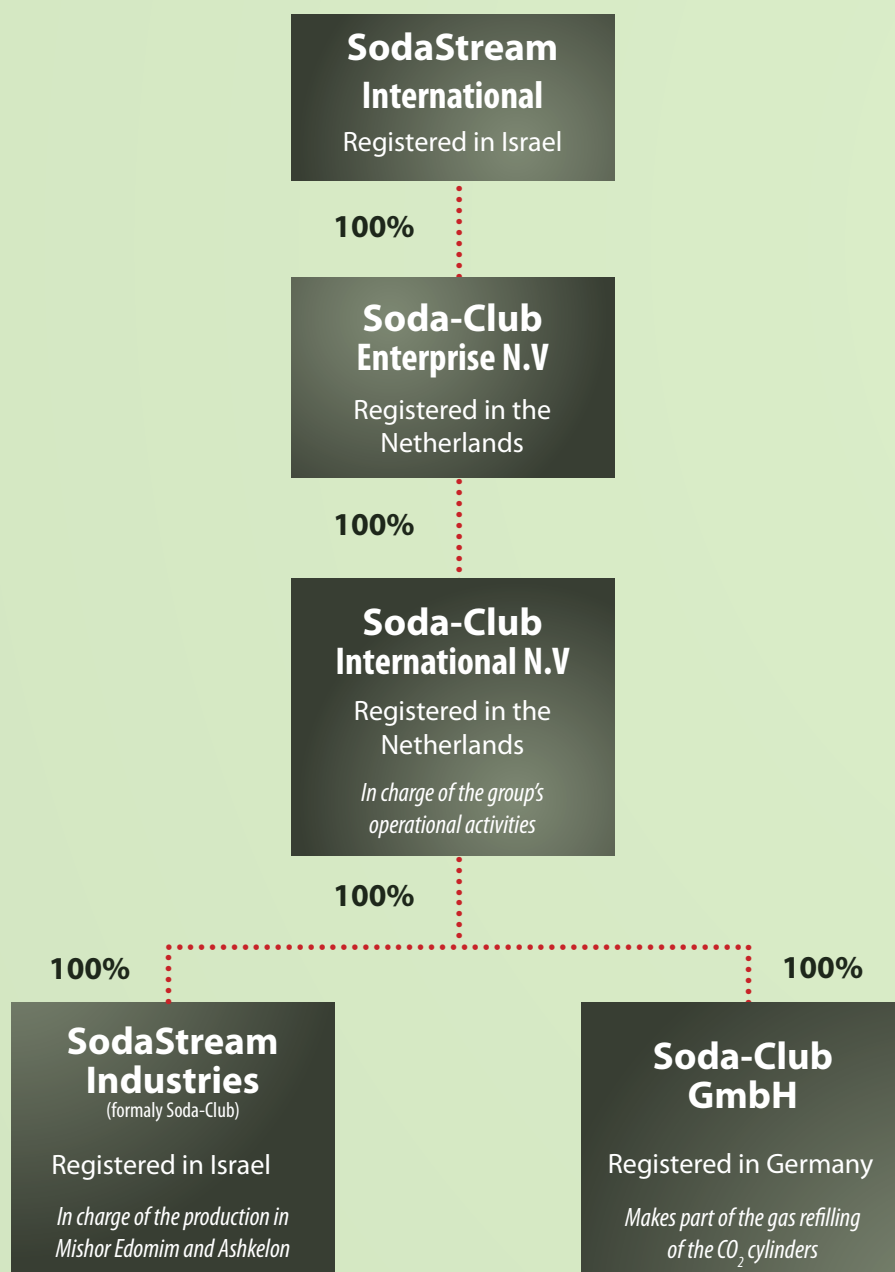 SodaStream
International
Registered in Israel
100%
Soda-Club
Enterprise N.V
Registered in the
Netherlands
100%
Soda-Club
International N.V
Registered in the
Netherlands
In charge of the group's
operational activities
100%
100%
100%
SodaStream
Industries
(formaly Soda-Club)
Registered in Israel
In charge of the production in
Mishor Edomim and Ashkelon
Soda-Club
GmbH
Registered in Germany
Makes part of the gas refilling
of the CO₂ cylinders